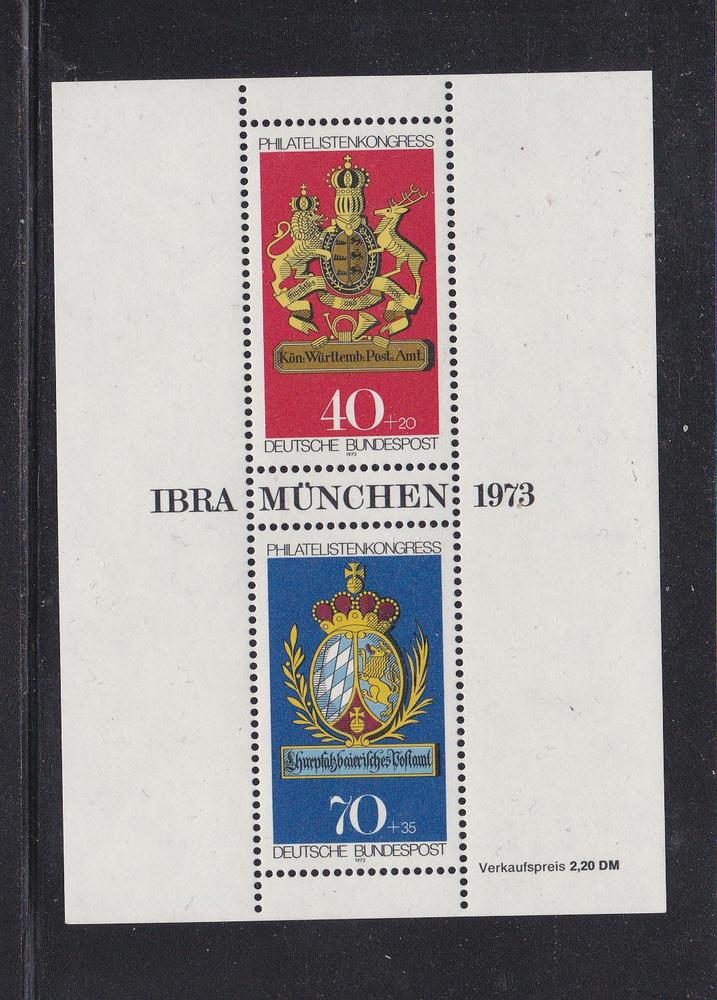 PHILATELISTENKONGRESS
Kön: Württemb: Post. Amt.
40 +20
DEUTSCHE BUNDESPOST
1973
IBRA MÜNCHEN 1973
PHILATELISTENKONGRESS
Churpfalzbaierisches Postamt
70 +35
DEUTSCHE BUNDESPOST
1973
Verkaufspreis 2,20 DM